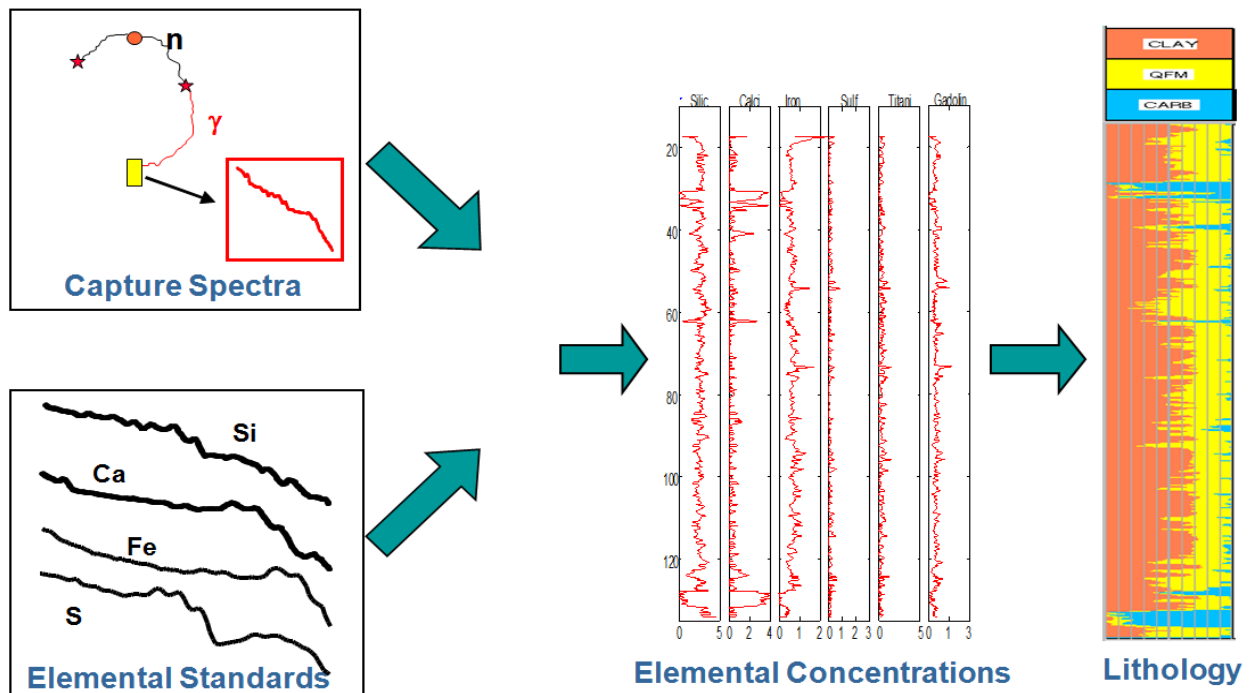 n
γ
Capture Spectra
Si
Ca
Fe
S
Elemental Standards
Silic Calci Iron Sulf Titani Gadolin
20
40
60
80
100
120
0 5 0 2 4 0 1 2 0 1 2 3 0 5 0 1 3
Elemental Concentrations
CLAY
QFM
CARB
Lithology